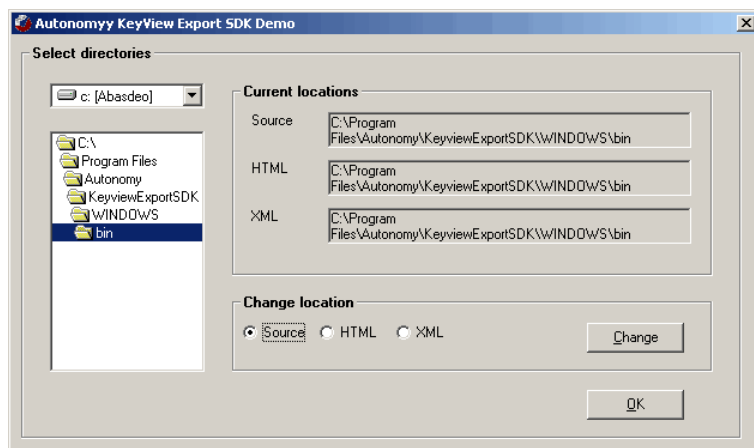 Autonomyy KeyView Export SDK Demo
Select directories
c: [Abasdeo]
C:\
Program Files
Autonomy
KeyviewExportSDK
WINDOWS
bin
Current locations
Source
C:\Program
Files\Autonomy\KeyviewExportSDK\WINDOWS\bin
HTML
C:\Program
Files\Autonomy\KeyviewExportSDK\WINDOWS\bin
XML
C:\Program
Files\Autonomy\KeyviewExportSDK\WINDOWS\bin
Change location
Source HTML XML
Change
OK